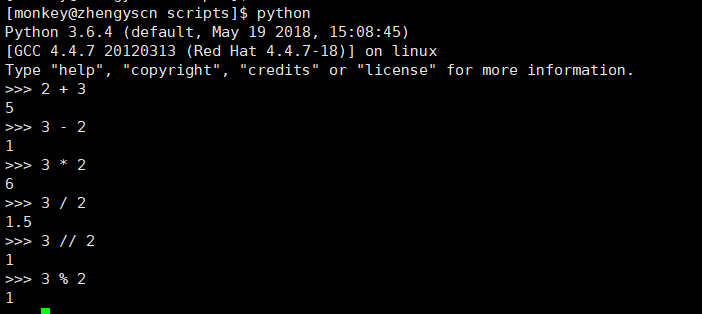 [monkey@zhengyscn scripts]$ python
Python 3.6.4 (default, May 19 2018, 15:08:45)
[GCC 4.4.7 20120313 (Red Hat 4.4.7-18)] on linux
Type "help", "copyright", "credits" or "license" for more information.
>>> 2 + 3
5
>>> 3 - 2
1
>>> 3 * 2
6
>>> 3 / 2
1.5
>>> 3 // 2
1
>>> 3 % 2
1